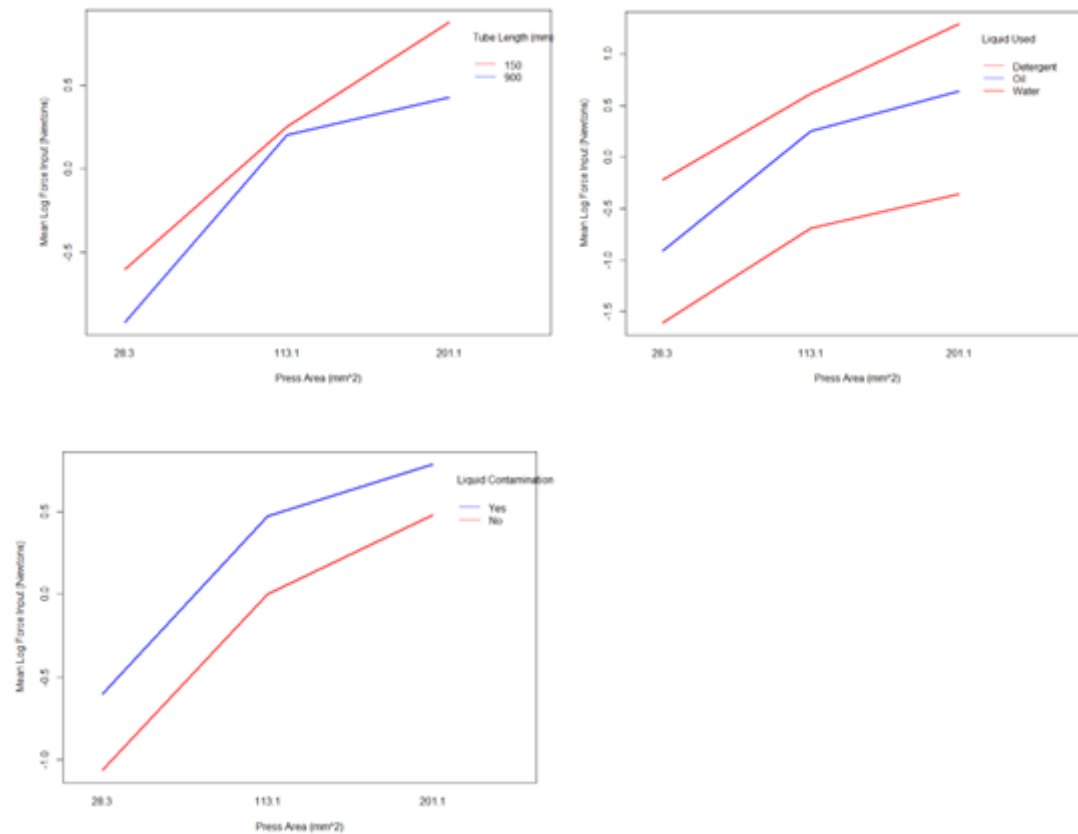 Tube Length (mm
150
900
0.5
0.0
-0.5
Mean Log Force Input (Newtons)
28.3 113.1 201.1
Press Area (mm^2)
Liquid Used
Detergent
Oil
Water
1.0
0.5
0.0
-0.5
-1.0
-1.5
Mean Log Force Input (Newtons)
28.3 113.1 201.1
Press Area (mm^2)
Liquid Contamination
Yes
No
0.5
0.0
-0.5
-1.0
Mean Log Force Input (Newtons)
28.3 113.1 201.1
Press Area (mm^2)